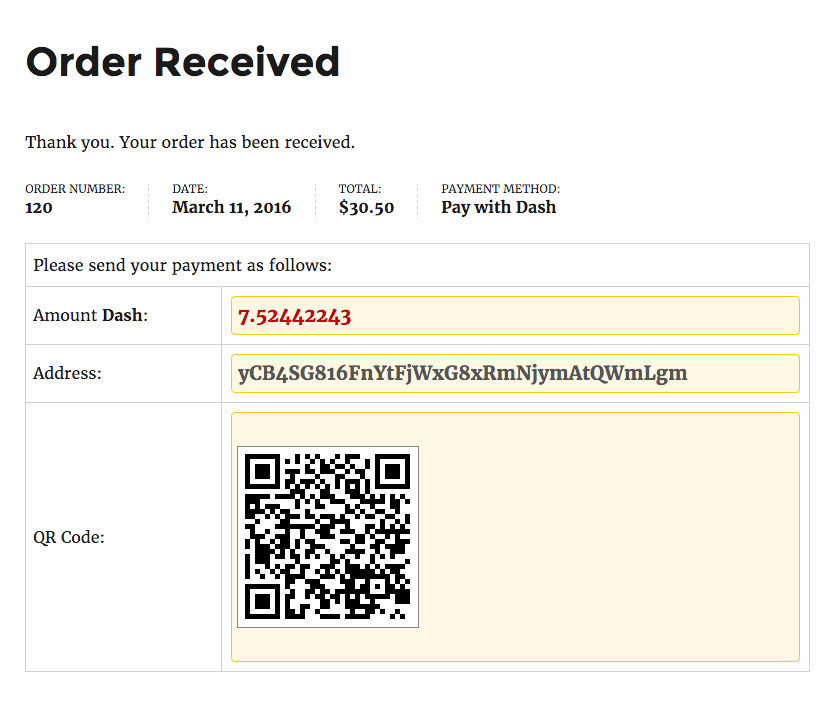 Order Received
Thank you. Your order has been received.
ORDER NUMBER: DATE: TOTAL: PAYMENT METHOD:
120 March 11, 2016 $30.50 Pay with Dash
Please send your payment as follows:
Amount Dash: 7.52442243
Address: yCB4SG816FnYtFjWxG8xRmNjymAtQWmLgm
QR Code: